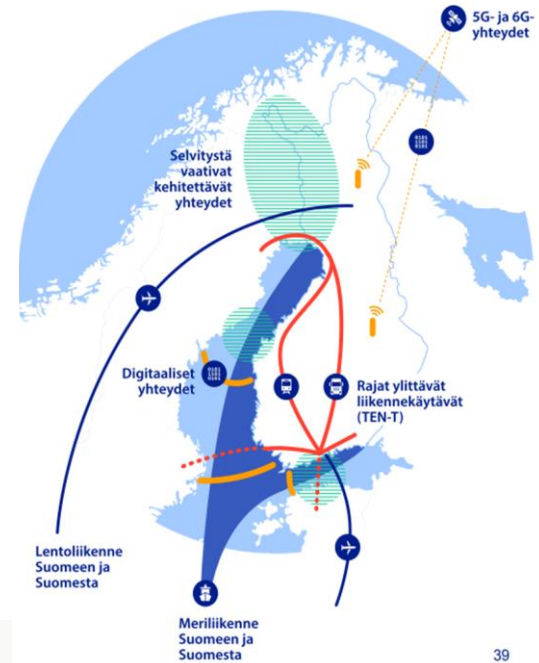 5G- ja 6G-
yhteydet
Selvitystä
vaativat
kehitettävät
yhteydet
Digitaaliset
yhteydet
Rajat ylittävät
liikennekäytävät
(TEN-T)
Lentoliikenne
Suomeen ja
Suomesta
Meriliikenne
Suomeen ja
Suomesta
39